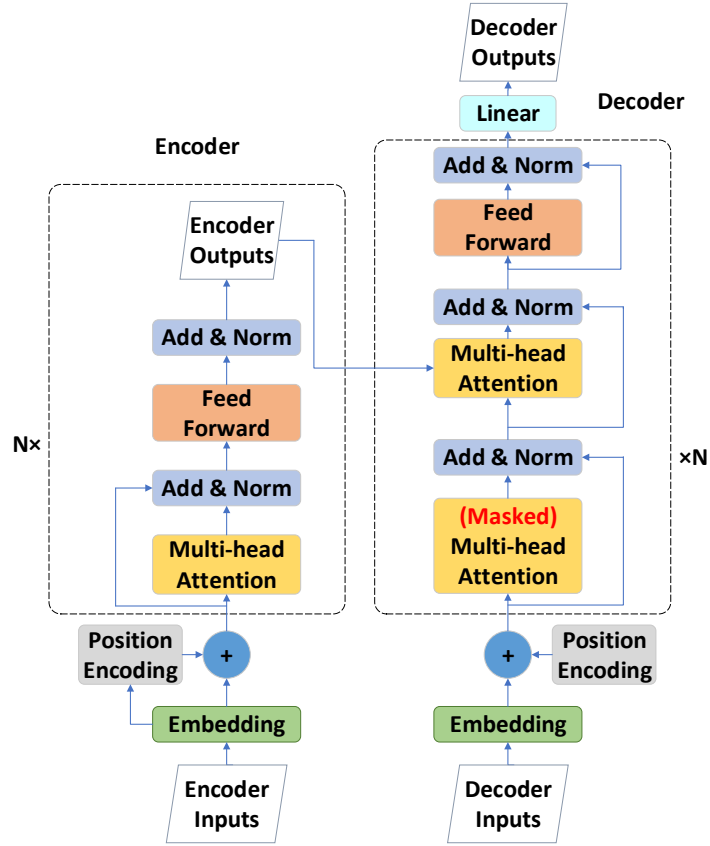 Encoder
Encoder
Outputs
Add & Norm
Feed
Forward
N×
Add & Norm
Multi-head
Attention
Position
Encoding
+
Embedding
Encoder
Inputs
Decoder
Outputs
Decoder
Linear
Add & Norm
Feed
Forward
Add & Norm
Multi-head
Attention
Add & Norm
×N
(Masked)
Multi-head
Attention
+
Position
Encoding
Embedding
Decoder
Inputs